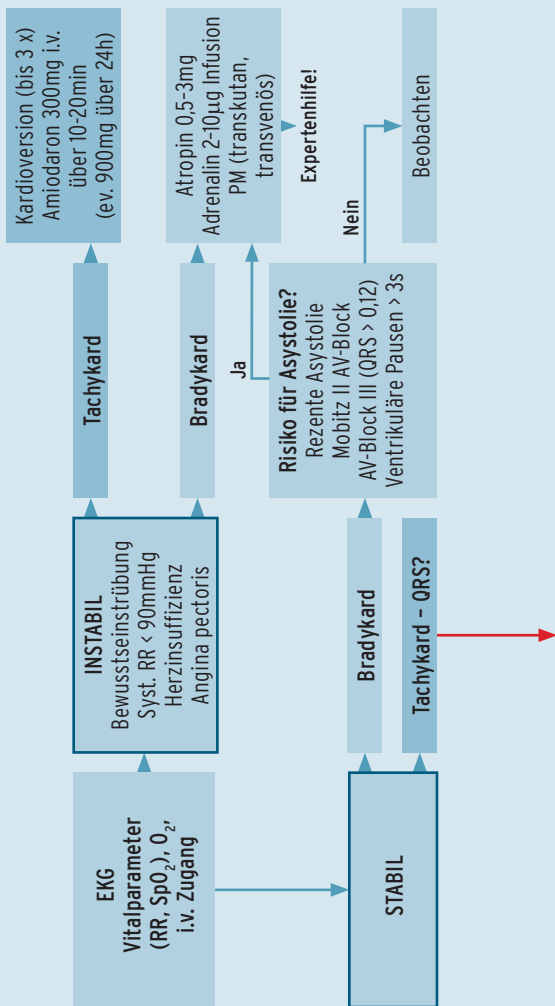 EKG
Vitalparameter
(RR, SpO₂), O₂,
i.v. Zugang
INSTABIL
Bewusstseinstrübung
Syst. RR < 90mmHg
Herzinsuffizienz
Angina pectoris
Tachykard
Kardioversion (bis 3 x)
Amiodaron 300mg i.v.
über 10-20min
(ev. 900mg über 24h)
Bradykard
Atropin 0,5-3mg
Adrenalin 2-10µg Infusion
PM (transkutan,
transvenös)
Expertenhilfe!
STABIL
Bradykard
Risiko für Asystolie?
Rezente Asystolie
Mobitz II AV-Block
AV-Block III (QRS > 0,12)
Ventrikuläre Pausen > 3s
Ja
Nein
Beobachten
Tachykard - QRS?